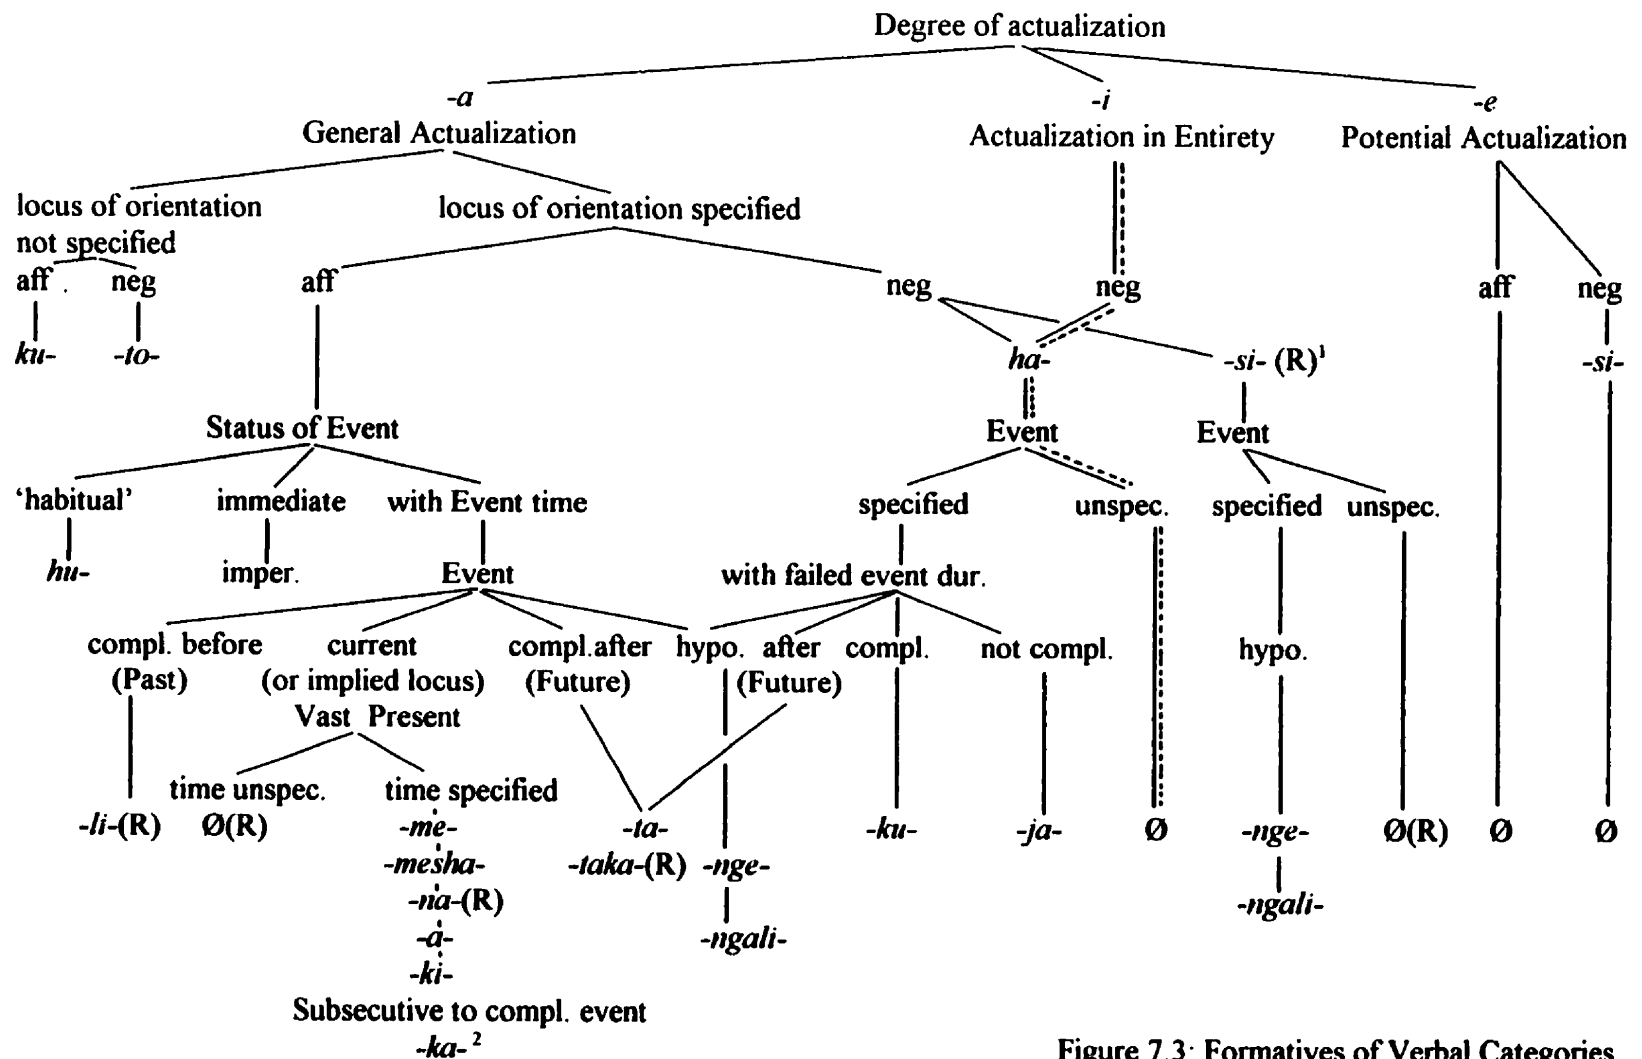 Degree of actualization
-a -i -e
General Actualization Actualization in Entirety Potential Actualization
locus of orientation not specified
locus of orientation specified
aff neg aff neg neg aff neg
ku- -to- ha- -si- (R)¹ -si-
Status of Event Event Event
'habitual' immediate with Event time specified unspec. specified unspec.
hu- imper. Event with failed event dur.
compl. before current compl.after hypo. after compl. not compl. hypo.
(Past) (or implied locus) (Future) (Future)
Vast Present
time unspec. time specified
-li-(R) Ø(R) -me- -ta- -ku- -ja- Ø -nge- Ø(R) Ø Ø
-mesha- -taka-(R) -nge-
-na-(R) -ngali-
-a- -ngali-
-ki-
Subsecutive to compl. event
-ka- ²
Figure 7.3: Formatives of Verbal Categories